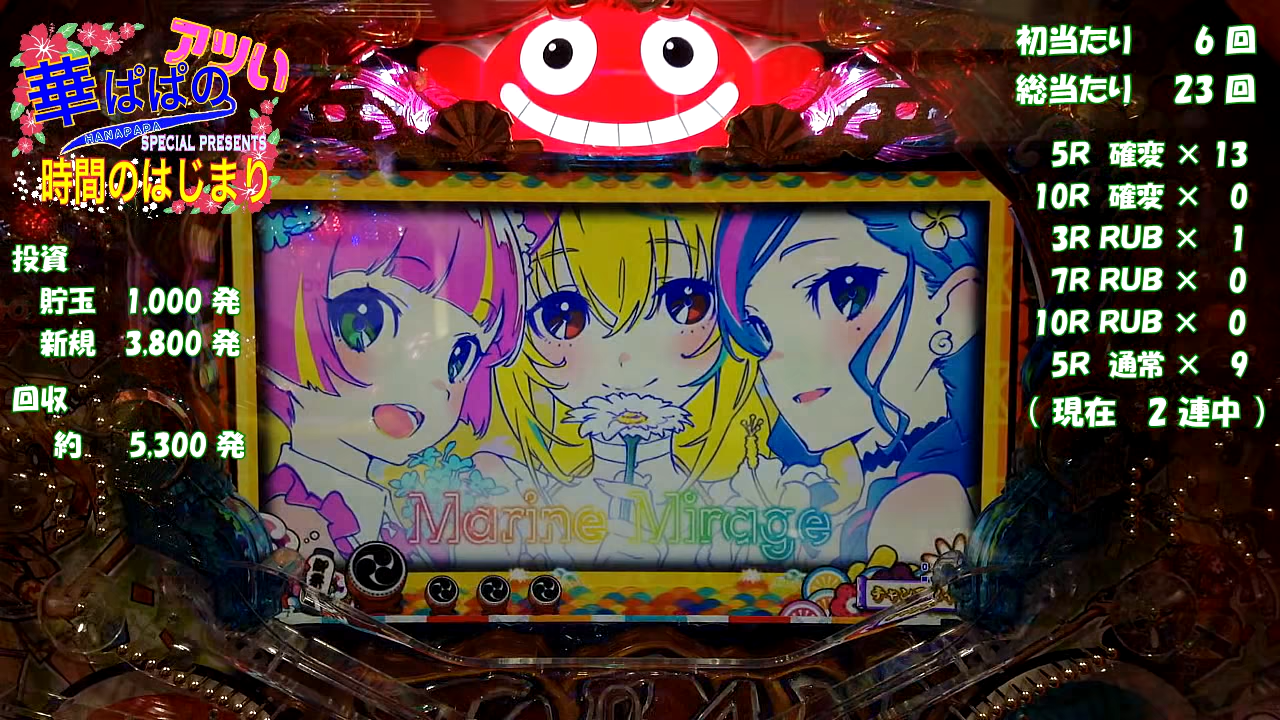 アツい
華ぱぱの
HANAPAPA
SPECIAL PRESENTS
時間のはじまり
投資
貯玉 1,000 発
新規 3,800 発
回収
約 5,300 発
初当たり 6 回
総当たり 23 回
5R 確変 × 13
10R 確変 × 0
3R RUB × 1
7R RUB × 0
10R RUB × 0
5R 通常 × 9
( 現在 2 連中 )
Marine Mirage